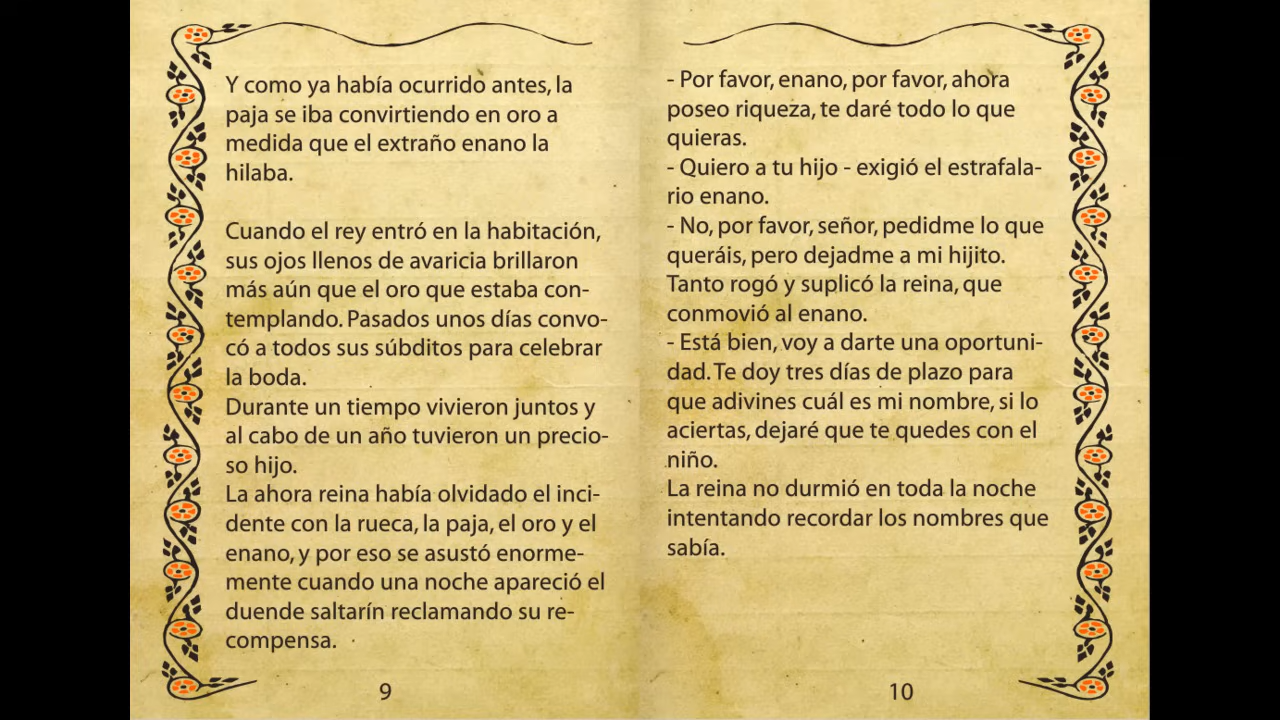 Y como ya había ocurrido antes, la
paja se iba convirtiendo en oro a
medida que el extraño enano la
hilaba.
Cuando el rey entró en la habitación,
sus ojos llenos de avaricia brillaron
más aún que el oro que estaba con-
templando. Pasados unos días convo-
có a todos sus súbditos para celebrar
la boda.
Durante un tiempo vivieron juntos y
al cabo de un año tuvieron un precio-
so hijo.
La ahora reina había olvidado el inci-
dente con la rueca, la paja, el oro y el
enano, y por eso se asustó enorme-
mente cuando una noche apareció el
duende saltarín reclamando su re-
compensa.
9
- Por favor, enano, por favor, ahora
poseo riqueza, te daré todo lo que
quieras.
- Quiero a tu hijo - exigió el estrafala-
rio enano.
- No, por favor, señor, pedidme lo que
queráis, pero dejadme a mi hijito.
Tanto rogó y suplicó la reina, que
conmovió al enano.
- Está bien, voy a darte una oportuni-
dad. Te doy tres días de plazo para
que adivines cuál es mi nombre, si lo
aciertas, dejaré que te quedes con el
niño.
La reina no durmió en toda la noche
intentando recordar los nombres que
sabía.
10